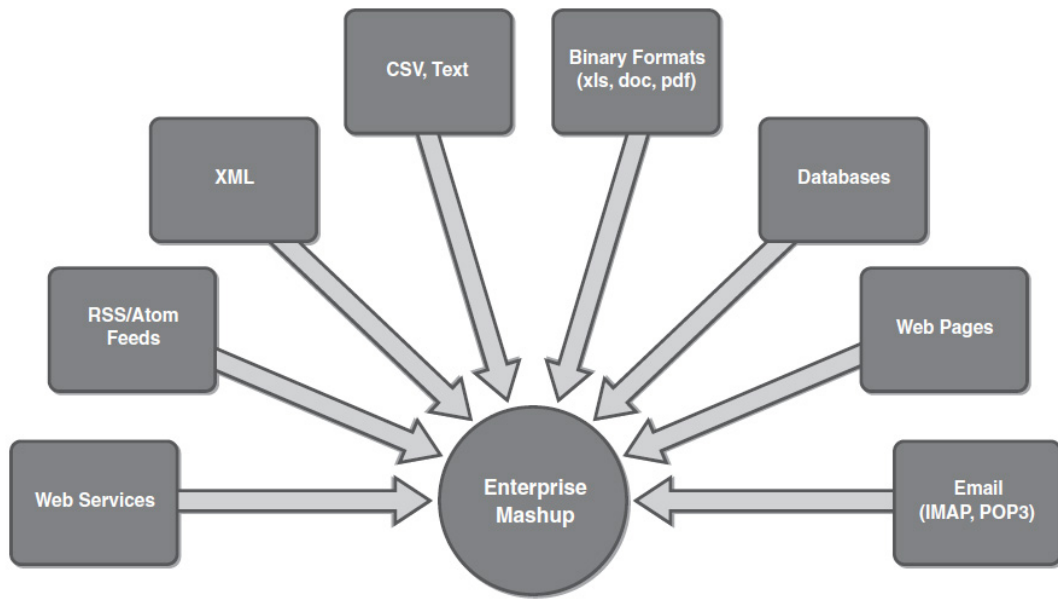 CSV, Text
Binary Formats
(xls, doc, pdf)
XML
Databases
RSS/Atom
Feeds
Web Pages
Web Services
Enterprise
Mashup
Email
(IMAP, POP3)